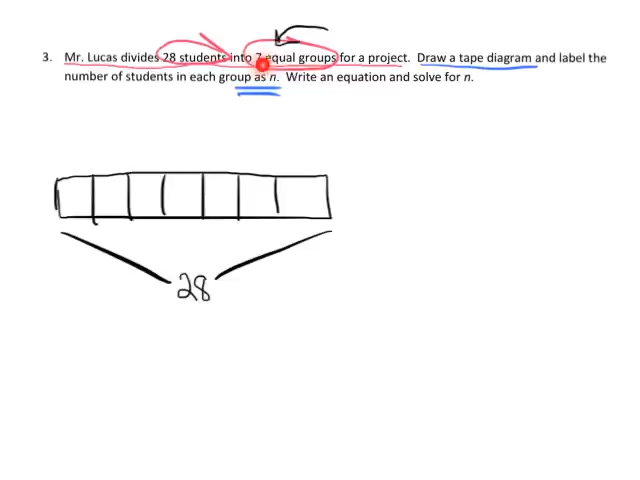 3. Mr. Lucas divides 28 students into 7 equal groups for a project. Draw a tape diagram and label the
number of students in each group as n. Write an equation and solve for n.
28